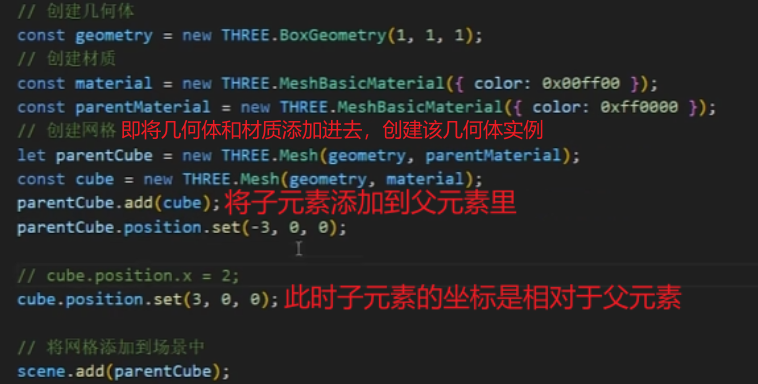 // 创建几何体
const geometry = new THREE.BoxGeometry(1, 1, 1);
// 创建材质
const material = new THREE.MeshBasicMaterial({ color: 0x00ff00 });
const parentMaterial = new THREE.MeshBasicMaterial({ color: 0xff0000 });
// 创建网格 即将几何体和材质添加进去，创建该几何体实例
let parentCube = new THREE.Mesh(geometry, parentMaterial);
const cube = new THREE.Mesh(geometry, material);
parentCube.add(cube); 将子元素添加到父元素里
parentCube.position.set(-3, 0, 0);
// cube.position.x = 2;
cube.position.set(3, 0, 0); 此时子元素的坐标是相对于父元素
// 将网格添加到场景中
scene.add(parentCube);